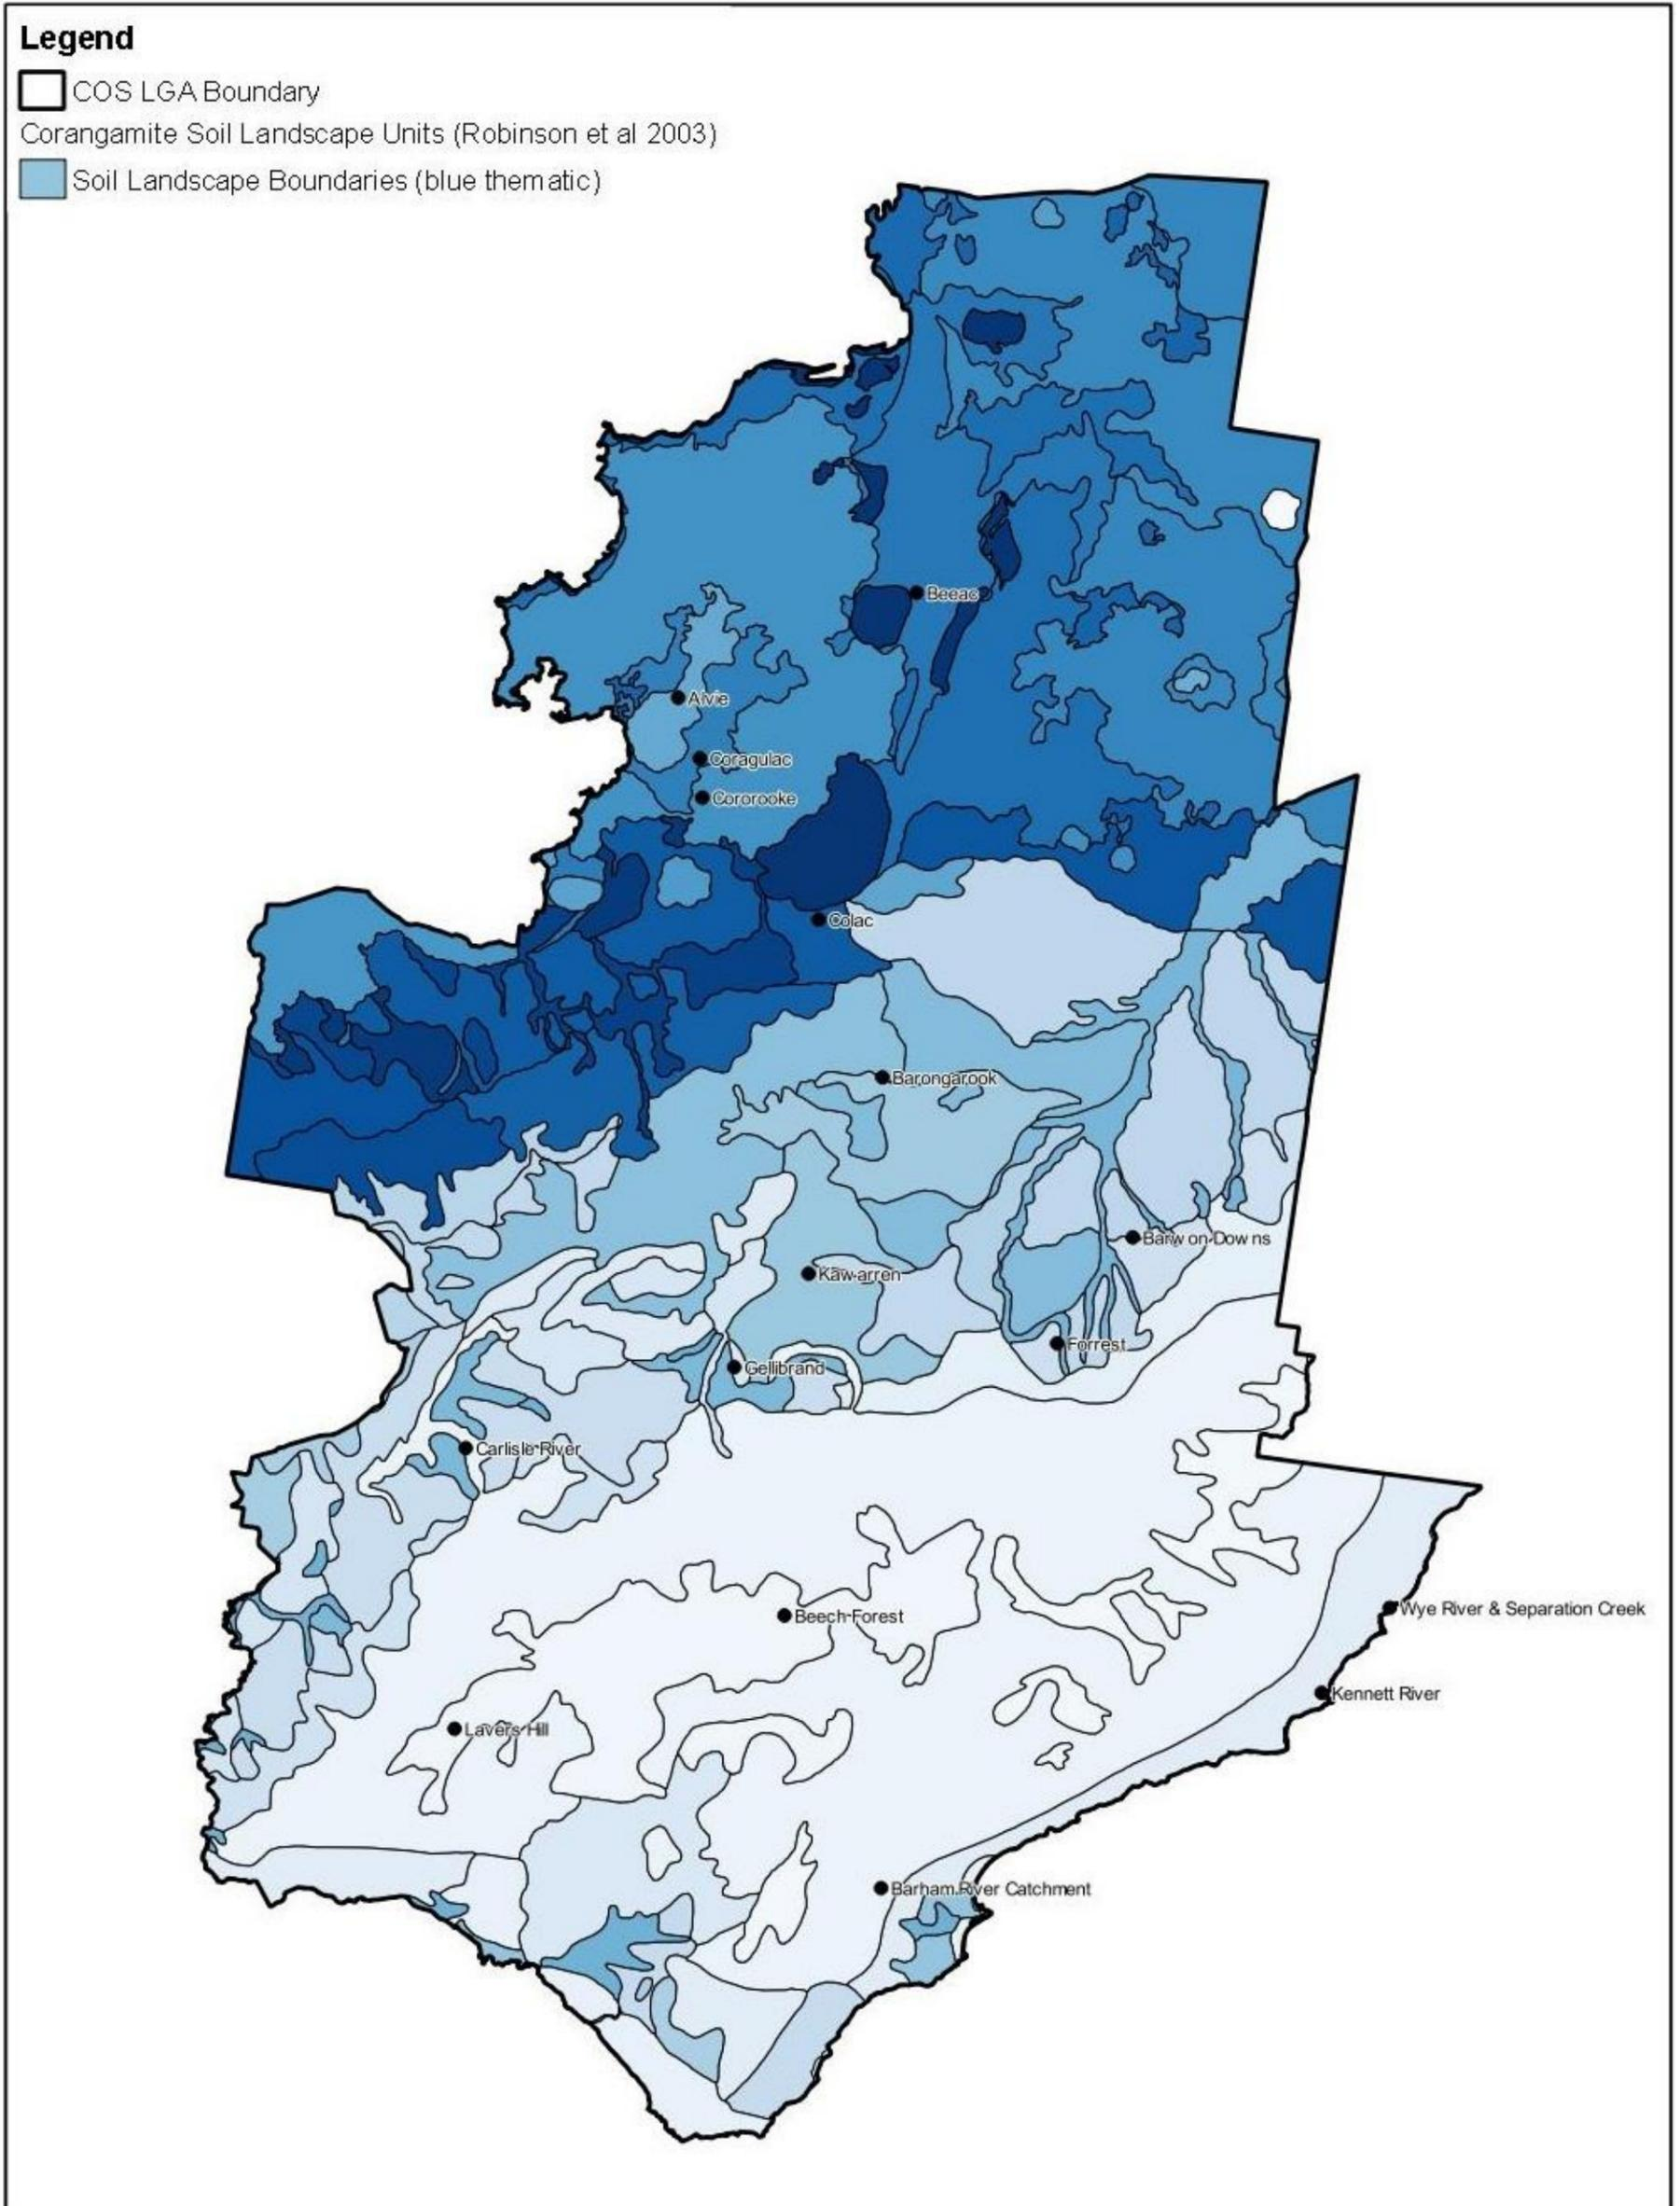 Legend
COS LGA Boundary
Corangamite Soil Landscape Units (Robinson et al 2003)
Soil Landscape Boundaries (blue thematic)
Beeac
Alvie
Coragulac
Cororooke
Colac
Barongarook
Barwon Downs
Kawarren
Forrest
Gellibrand
Carlisle River
Beech Forest
Wye River & Separation Creek
Kennett River
Lavers Hill
Barham River Catchment